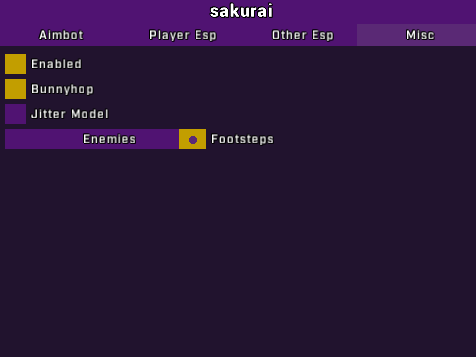 sakurai
Aimbot Player Esp Other Esp Misc
Enabled
Bunnyhop
Jitter Model
Enemies Footsteps